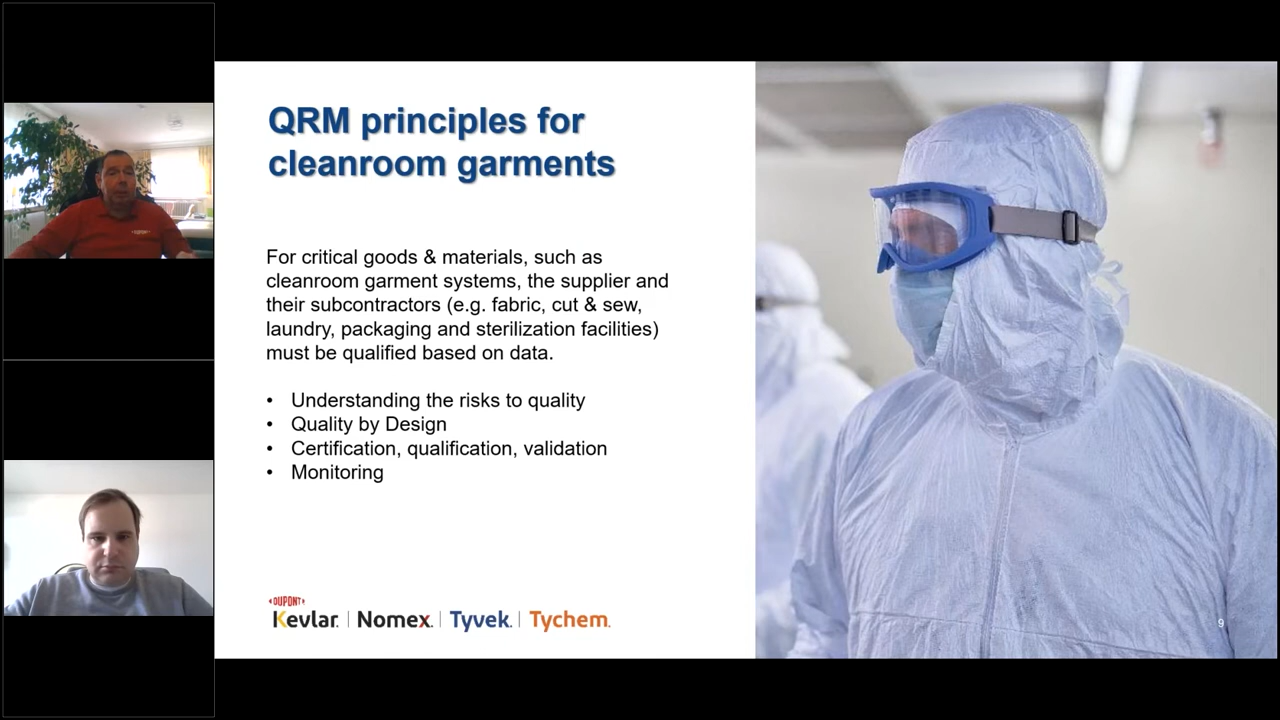 QRM principles for
cleanroom garments
For critical goods & materials, such as
cleanroom garment systems, the supplier and
their subcontractors (e.g. fabric, cut & sew,
laundry, packaging and sterilization facilities)
must be qualified based on data.
• Understanding the risks to quality
• Quality by Design
• Certification, qualification, validation
• Monitoring
DUPONT
Kevlar. | Nomex. | Tyvek. | Tychem.
9